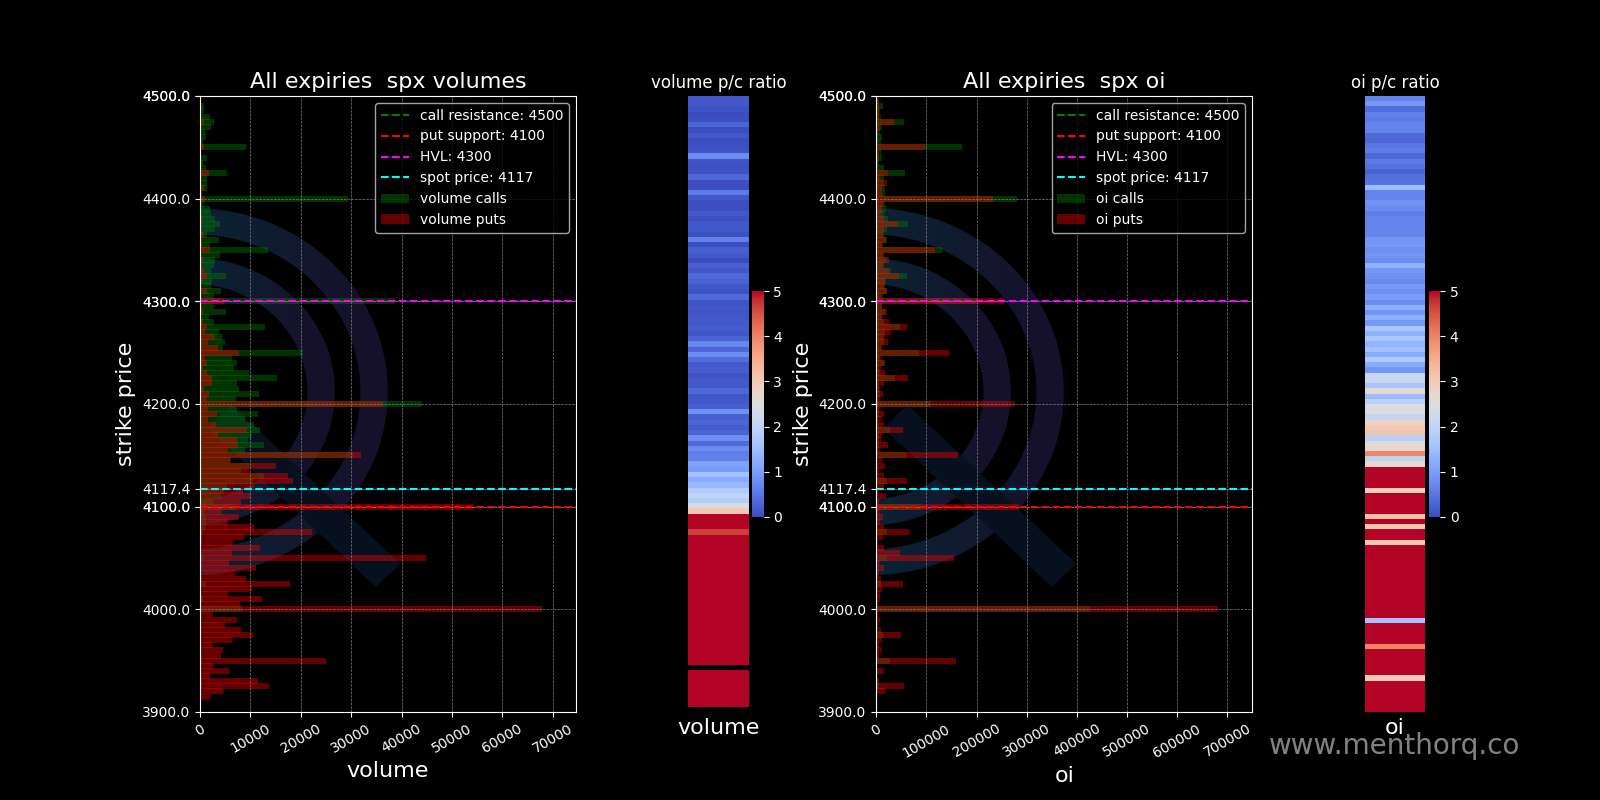 All expiries  spx volumes
4500.0
4400.0
4300.0
4200.0
4117.4
4100.0
4000.0
3900.0
strike price
call resistance: 4500
put support: 4100
HVL: 4300
spot price: 4117
volume calls
volume puts
0
10000
20000
30000
40000
50000
60000
70000
volume
volume p/c ratio
5
4
3
2
1
0
volume
All expiries  spx oi
4500.0
4400.0
4300.0
4200.0
4117.4
4100.0
4000.0
3900.0
strike price
call resistance: 4500
put support: 4100
HVL: 4300
spot price: 4117
oi calls
oi puts
0
100000
200000
300000
400000
500000
600000
700000
oi
oi p/c ratio
5
4
3
2
1
0
oi
www.menthorq.co